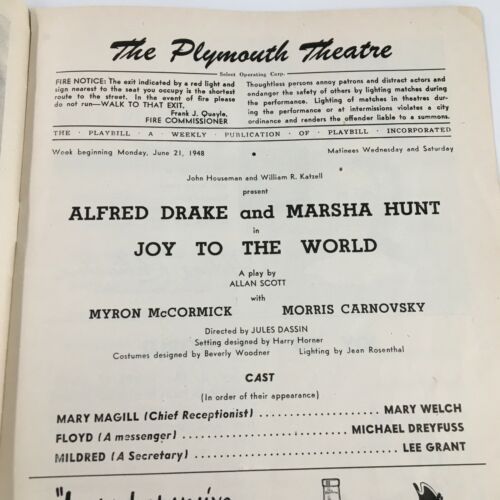 The Plymouth Theatre
Select Operating Corp.
FIRE NOTICE: The exit indicated by a red light and
sign nearest to the seat you occupy is the shortest
route to the street. In the event of fire please
do not run—WALK TO THAT EXIT.
Frank J. Quayle,
FIRE COMMISSIONER
Thoughtless persons annoy patrons and distract actors and
endanger the safety of others by lighting matches during
the performance. Lighting of matches in theatres dur-
ing the performance or at intermissions violates a city
ordinance and renders the offender liable to a summons.
THE · PLAYBILL · A · WEEKLY · PUBLICATION · OF · PLAYBILL · INCORPORATED
Week beginning Monday, June 21, 1948 • Matinees Wednesday and Saturday
John Houseman and William R. Katzell
present
ALFRED DRAKE and MARSHA HUNT
in
JOY TO THE WORLD
A play by
ALLAN SCOTT
with
MYRON McCORMICK MORRIS CARNOVSKY
Directed by JULES DASSIN
Setting designed by Harry Horner
Costumes designed by Beverly Woodner Lighting by Jean Rosenthal
CAST
(In order of their appearance)
MARY MAGILL (Chief Receptionist) .................... MARY WELCH
FLOYD (A messenger) ............................ MICHAEL DREYFUSS
MILDRED (A Secretary) .............................. LEE GRANT